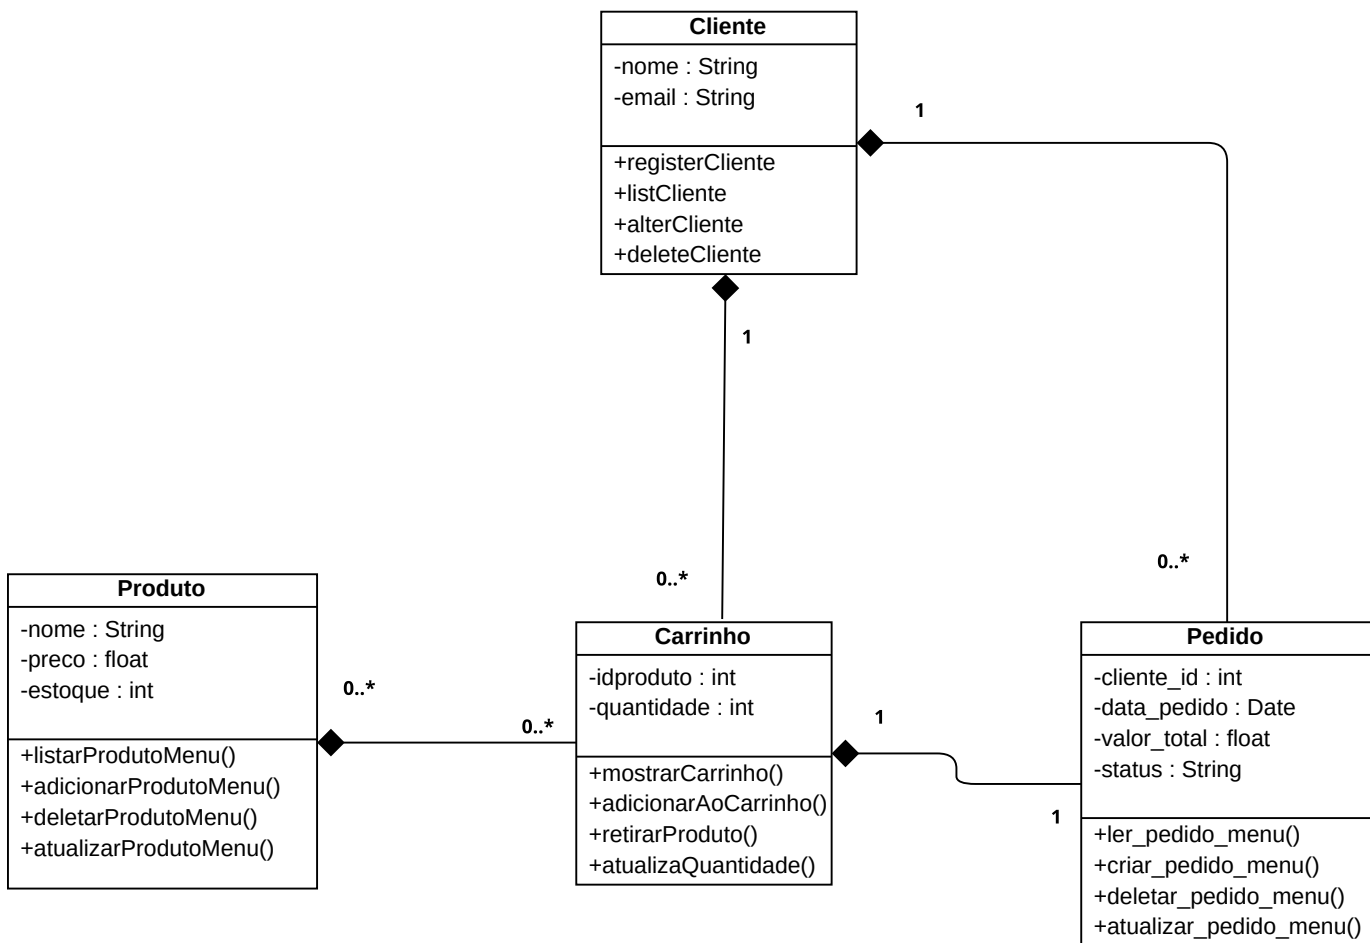 Cliente
-nome : String
-email : String
+registerCliente
+listCliente
+alterCliente
+deleteCliente
1
1
0..*
0..*
Produto
-nome : String
-preco : float
-estoque : int
+listarProdutoMenu()
+adicionarProdutoMenu()
+deletarProdutoMenu()
+atualizarProdutoMenu()
0..*
0..*
Carrinho
-idproduto : int
-quantidade : int
+mostrarCarrinho()
+adicionarAoCarrinho()
+retirarProduto()
+atualizaQuantidade()
1
1
Pedido
-cliente_id : int
-data_pedido : Date
-valor_total : float
-status : String
+ler_pedido_menu()
+criar_pedido_menu()
+deletar_pedido_menu()
+atualizar_pedido_menu()